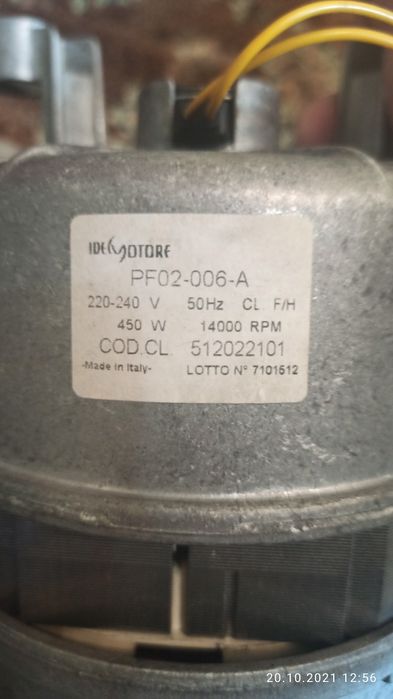 IDEMOTORE
PF02-006-A
220-240 V 50Hz CL. F/H
450 W 14000 RPM
COD.CL. 512022101
-Made in Italy- LOTTO N° 7101512
20.10.2021 12:56